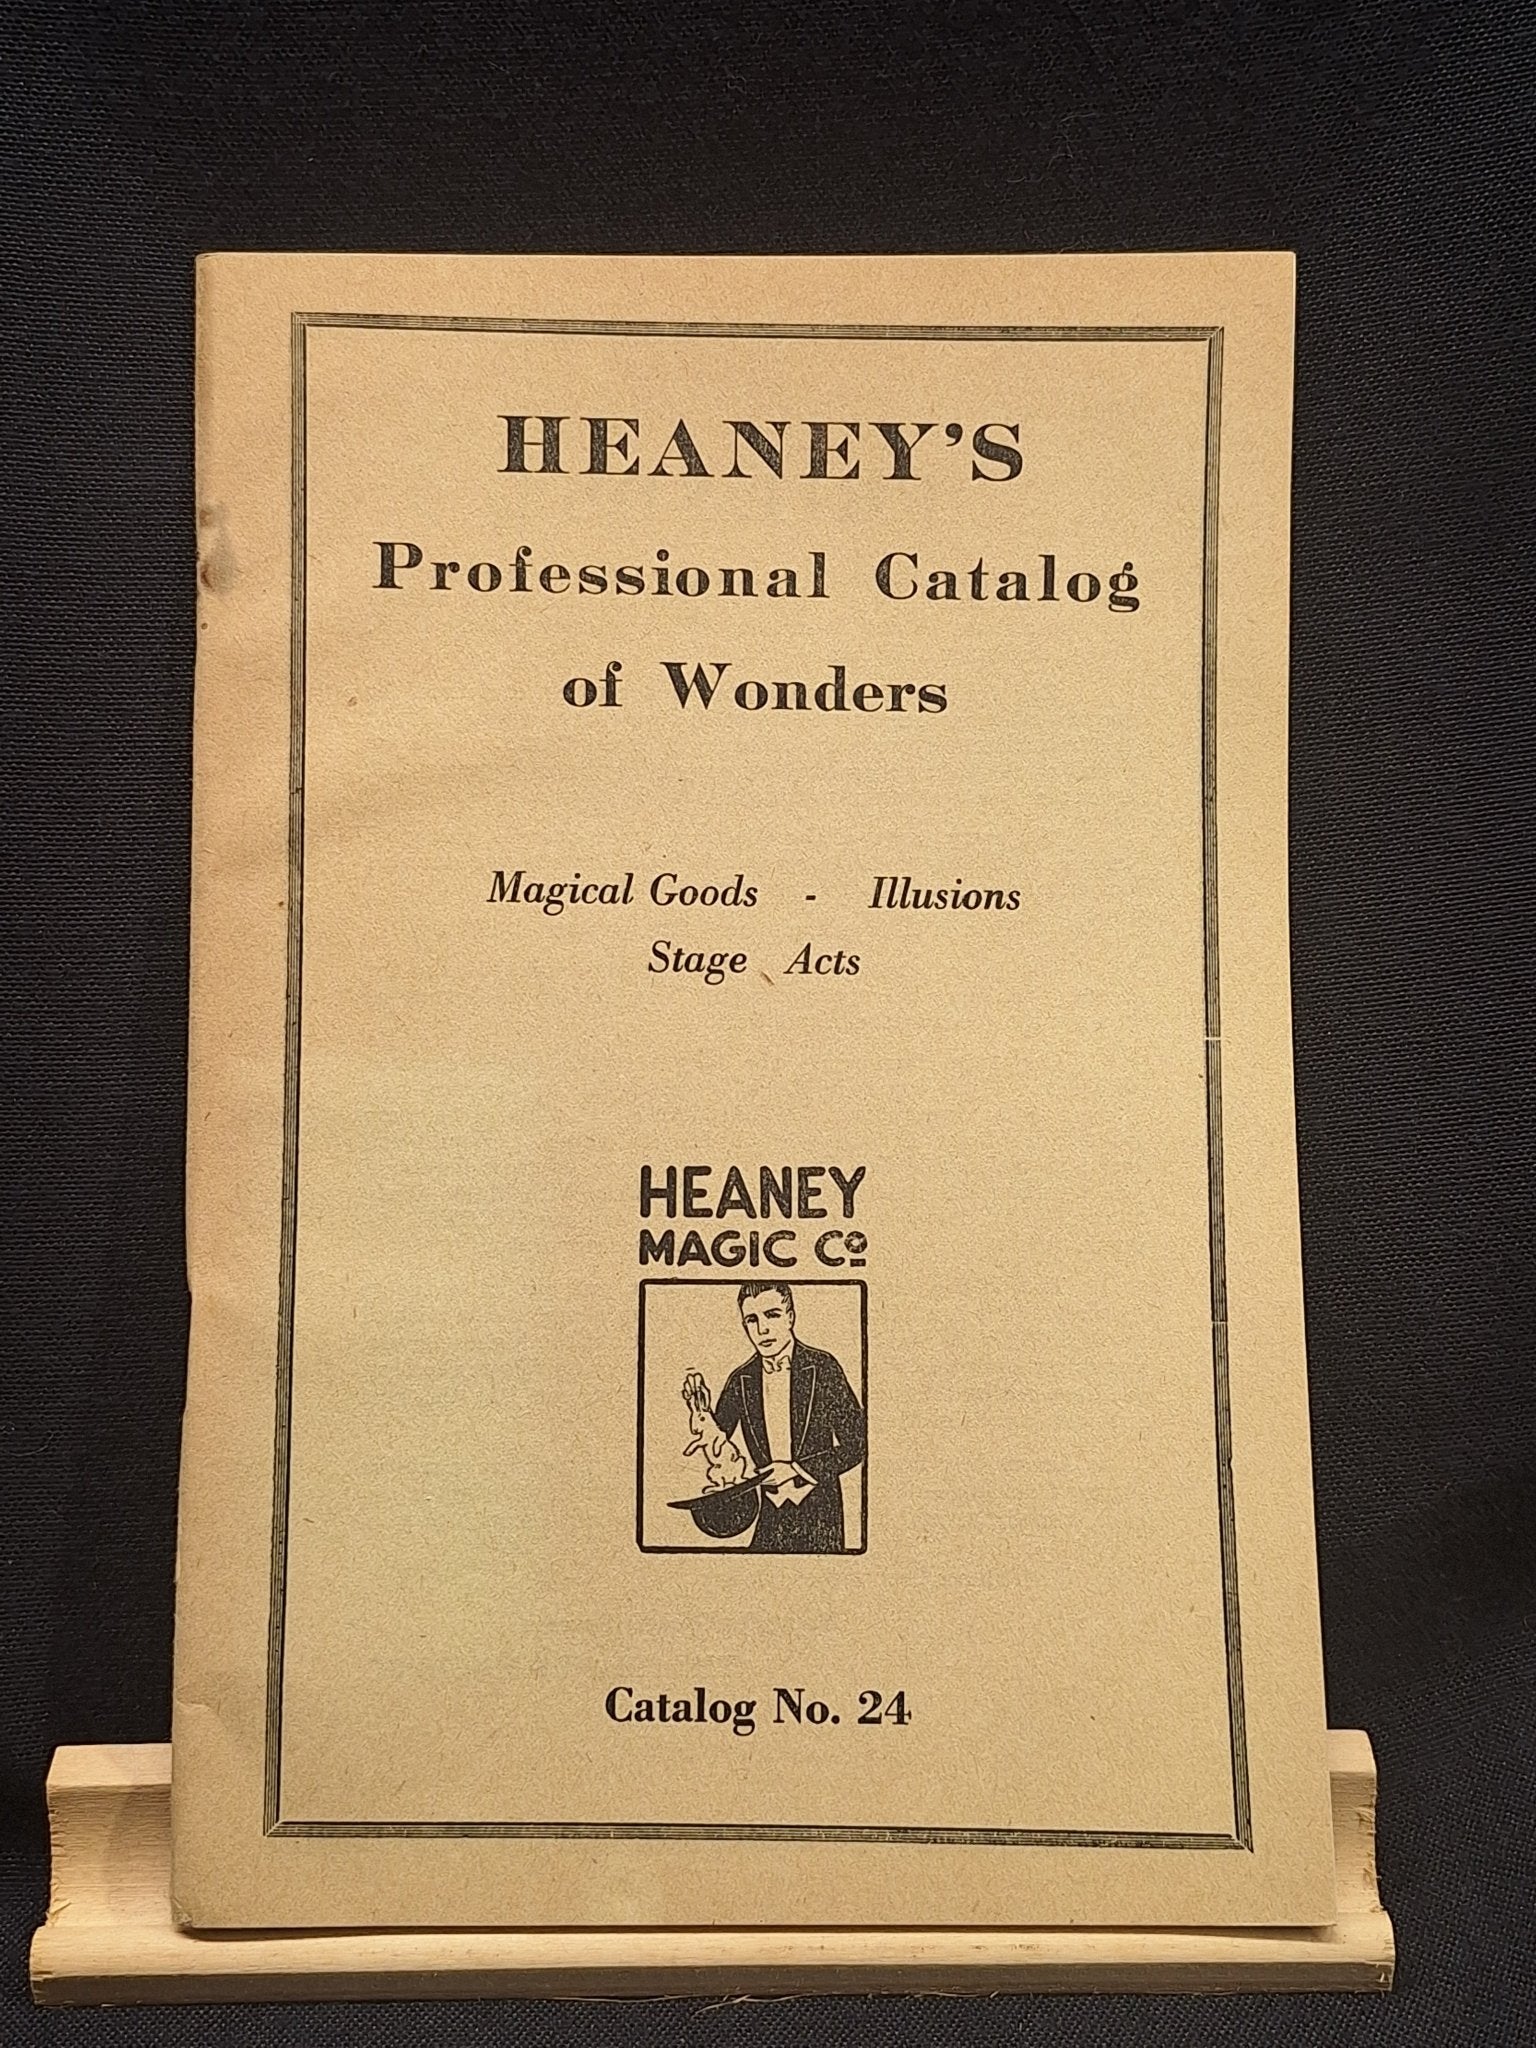 HEANEY'S
Professional Catalog
of Wonders
Magical Goods - Illusions
Stage Acts
HEANEY
MAGIC Cº
Catalog No. 24